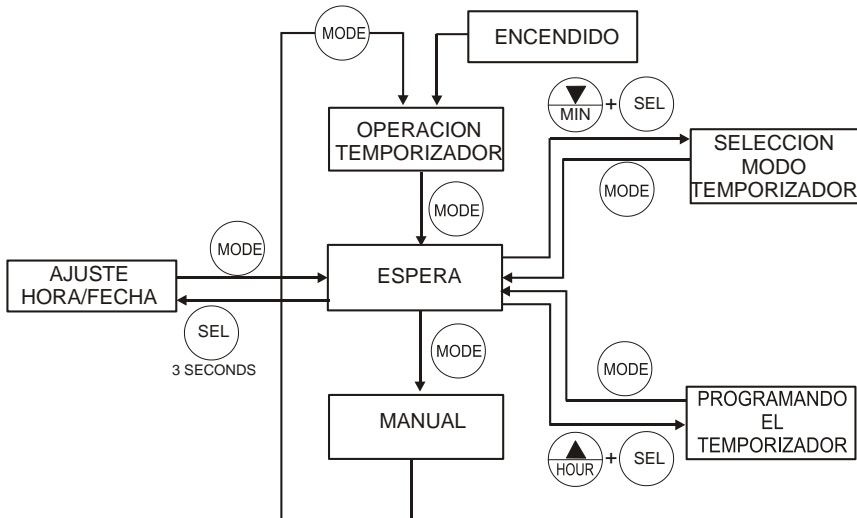 MODE
ENCENDIDO
OPERACION
TEMPORIZADOR
MIN
+
SEL
SELECCION
MODO
TEMPORIZADOR
MODE
MODE
MODE
AJUSTE
HORA/FECHA
ESPERA
SEL
3 SECONDS
MODE
MODE
MANUAL
PROGRAMANDO
EL
TEMPORIZADOR
HOUR
+
SEL